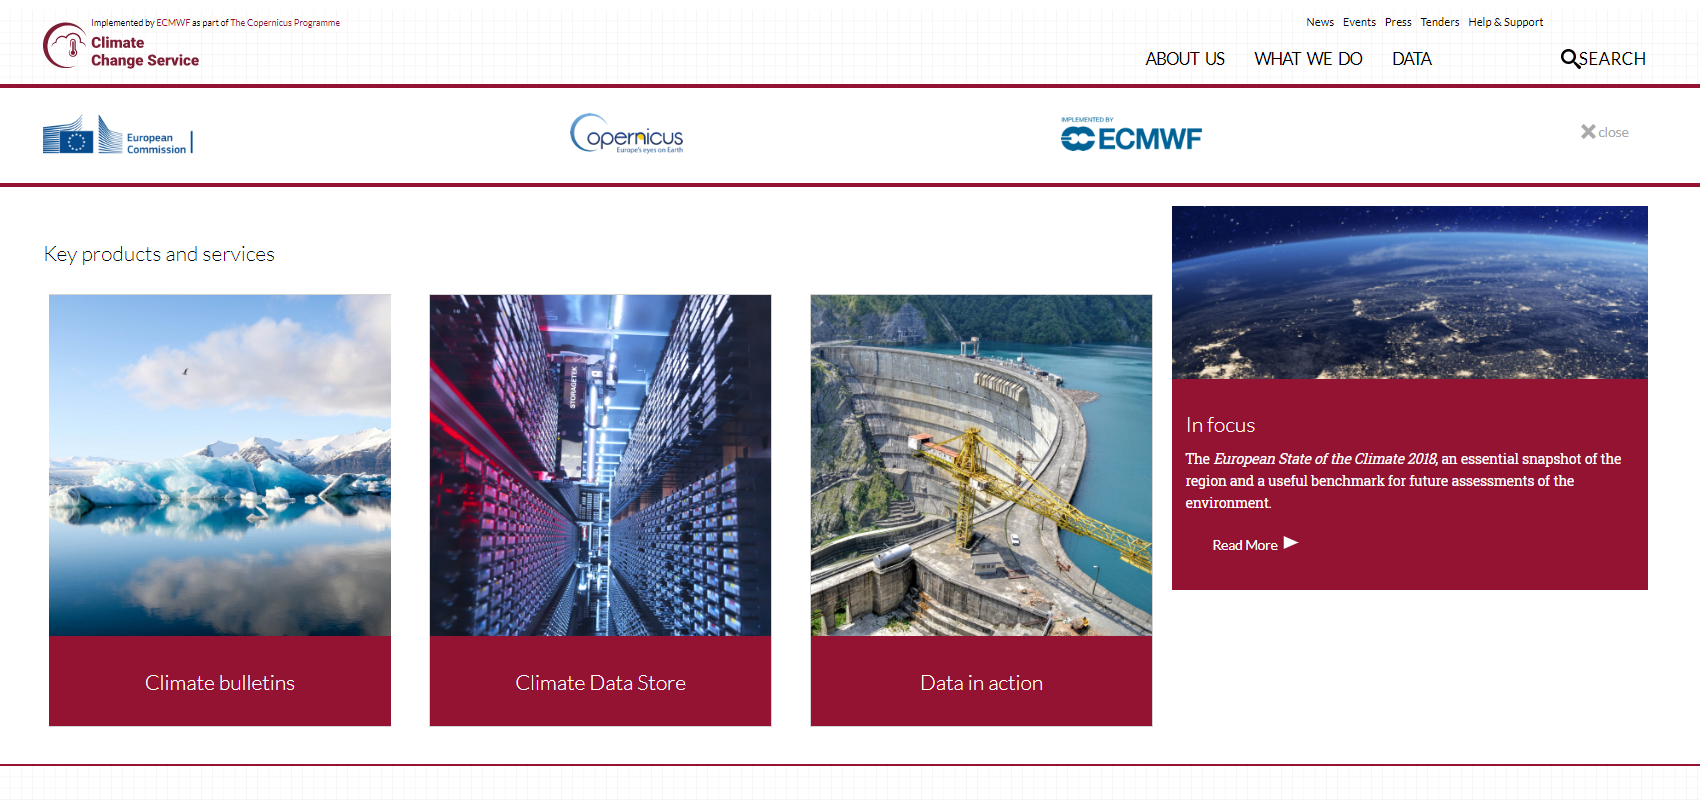 Implemented by ECMWF as part of The Copernicus Programme
Climate
Change Service
News Events Press Tenders Help & Support
ABOUT US WHAT WE DO DATA SEARCH
European
Commission
opernicus
Europe's eyes on Earth
IMPLEMENTED BY
ECMWF
close
Key products and services
STORAGETEK
Climate bulletins
Climate Data Store
Data in action
In focus
The European State of the Climate 2018, an essential snapshot of the
region and a useful benchmark for future assessments of the
environment.
Read More